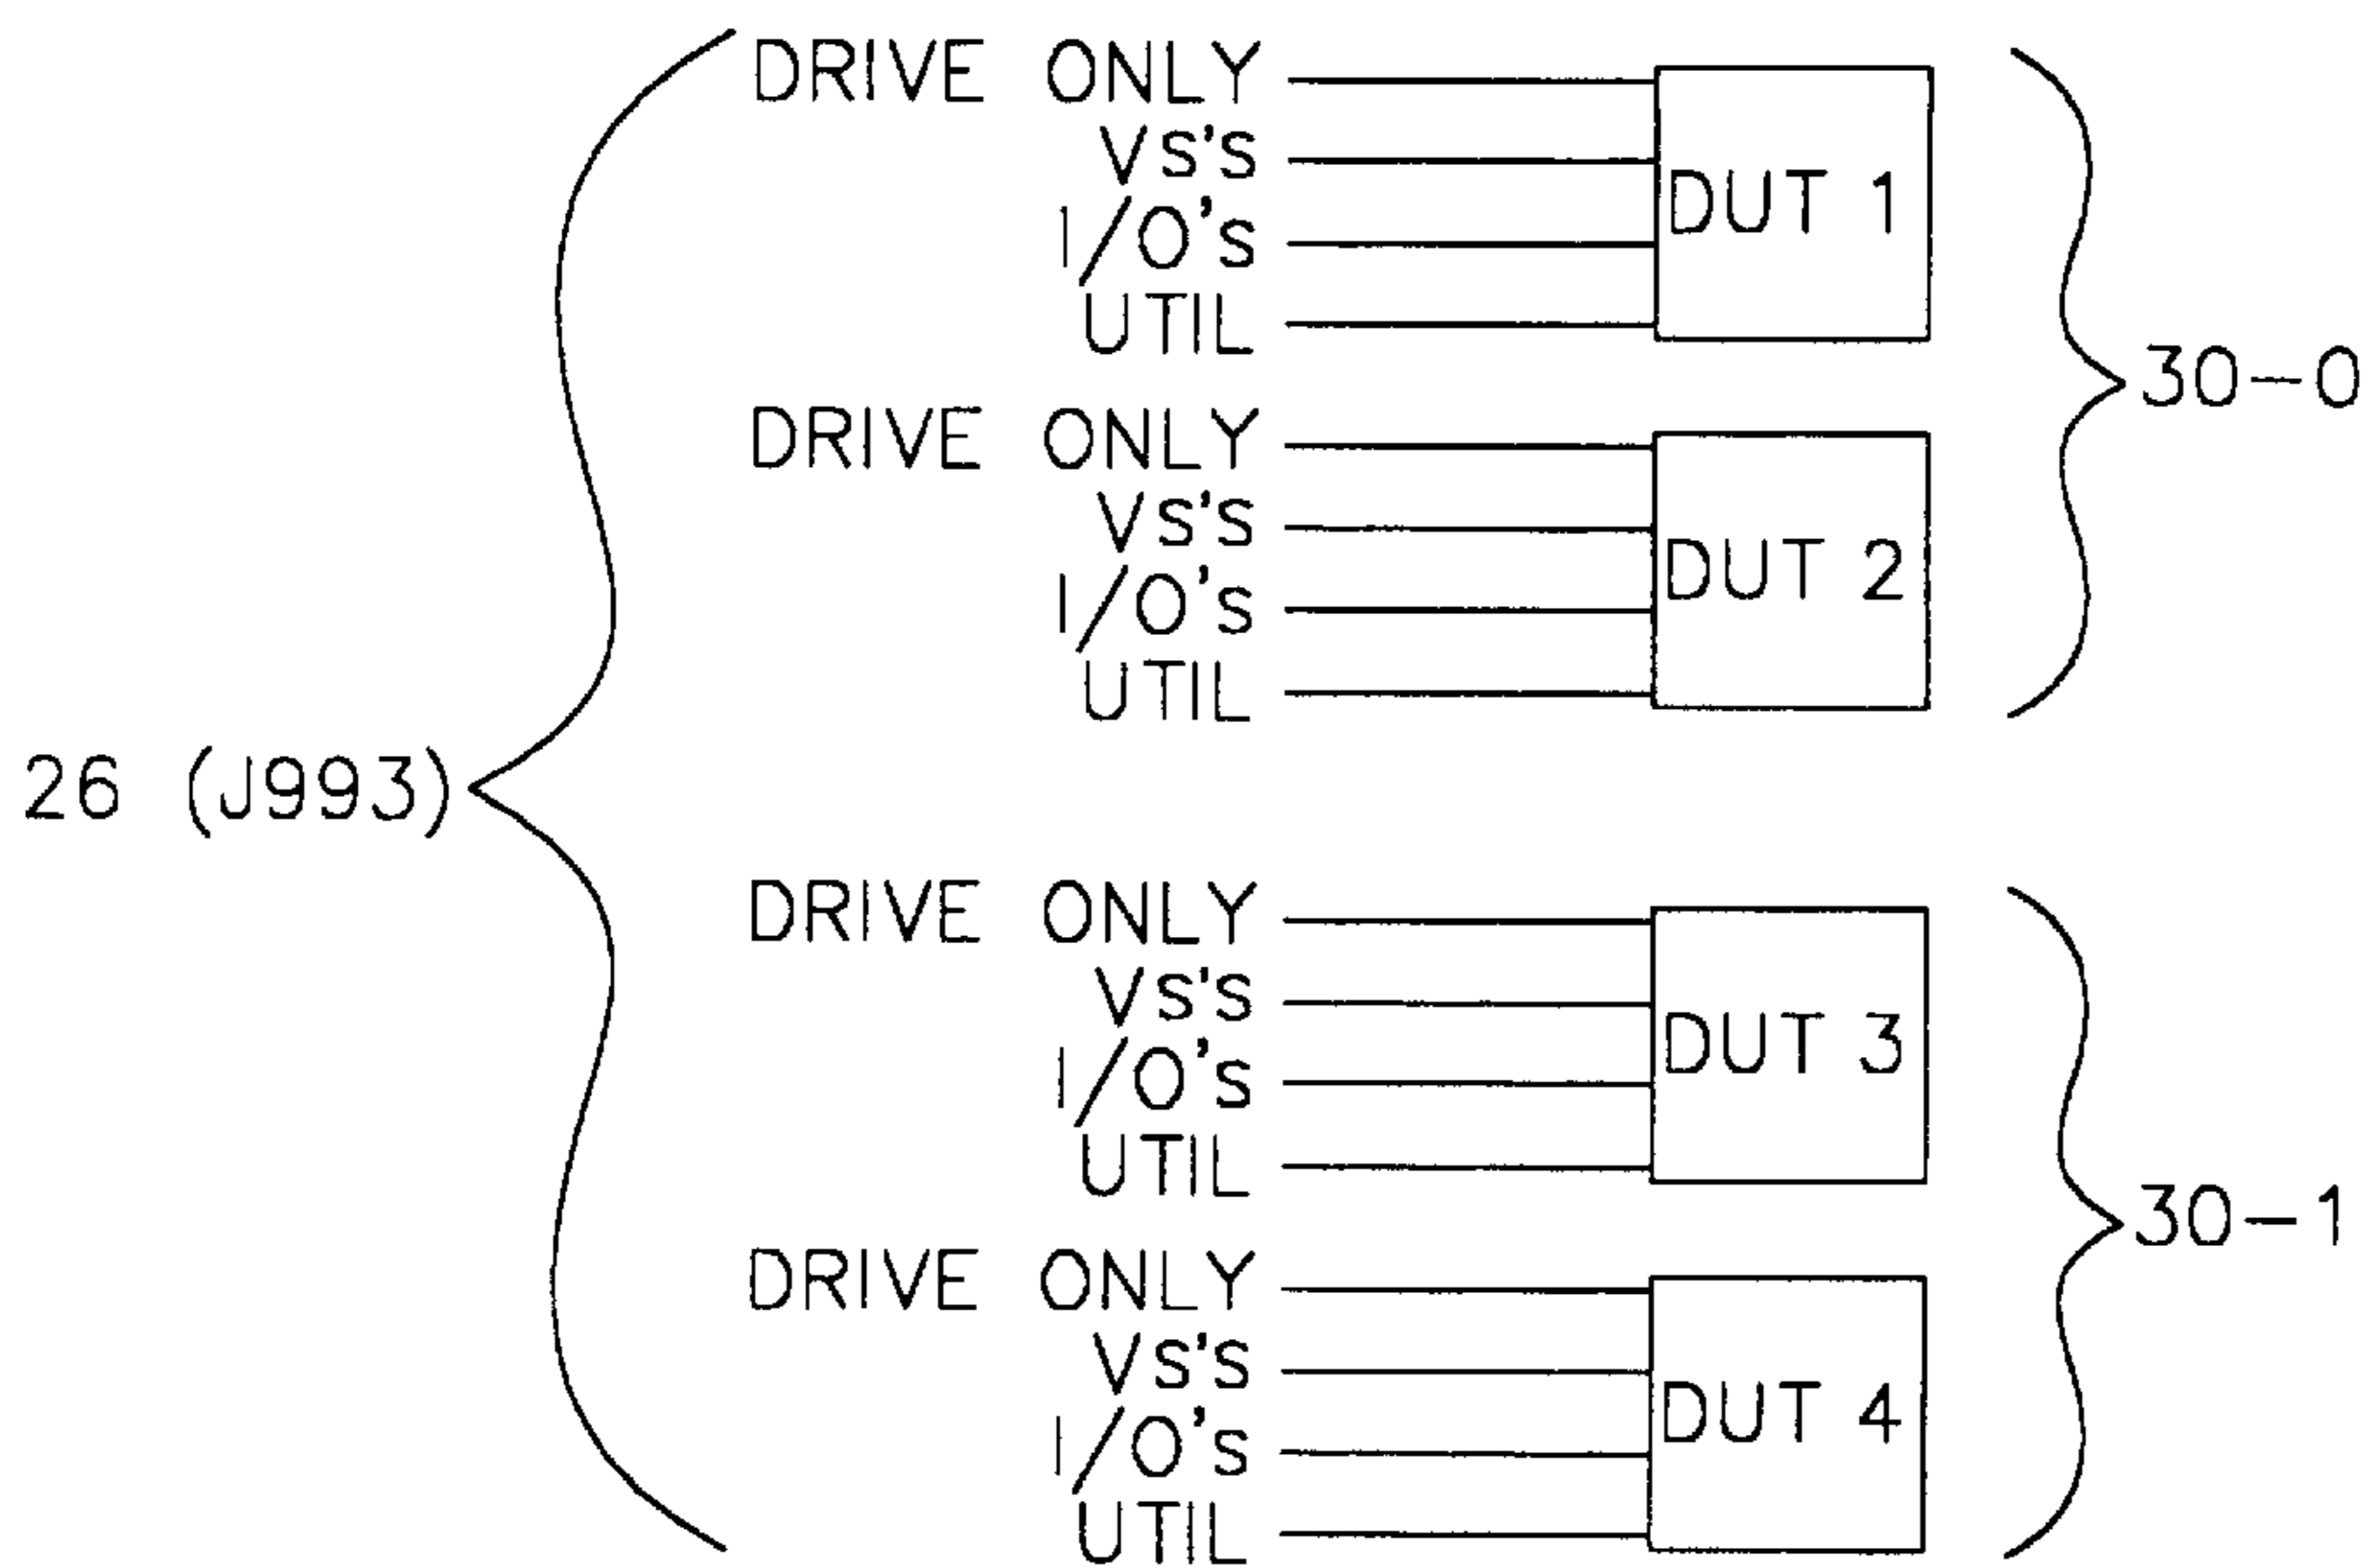 DRIVE ONLY
VS'S
I/O'S
UTIL
DUT 1
30-0
DRIVE ONLY
VS'S
I/O'S
UTIL
DUT 2
26 (J993)
DRIVE ONLY
VS'S
I/O'S
UTIL
DUT 3
30-1
DRIVE ONLY
VS'S
I/O'S
UTIL
DUT 4